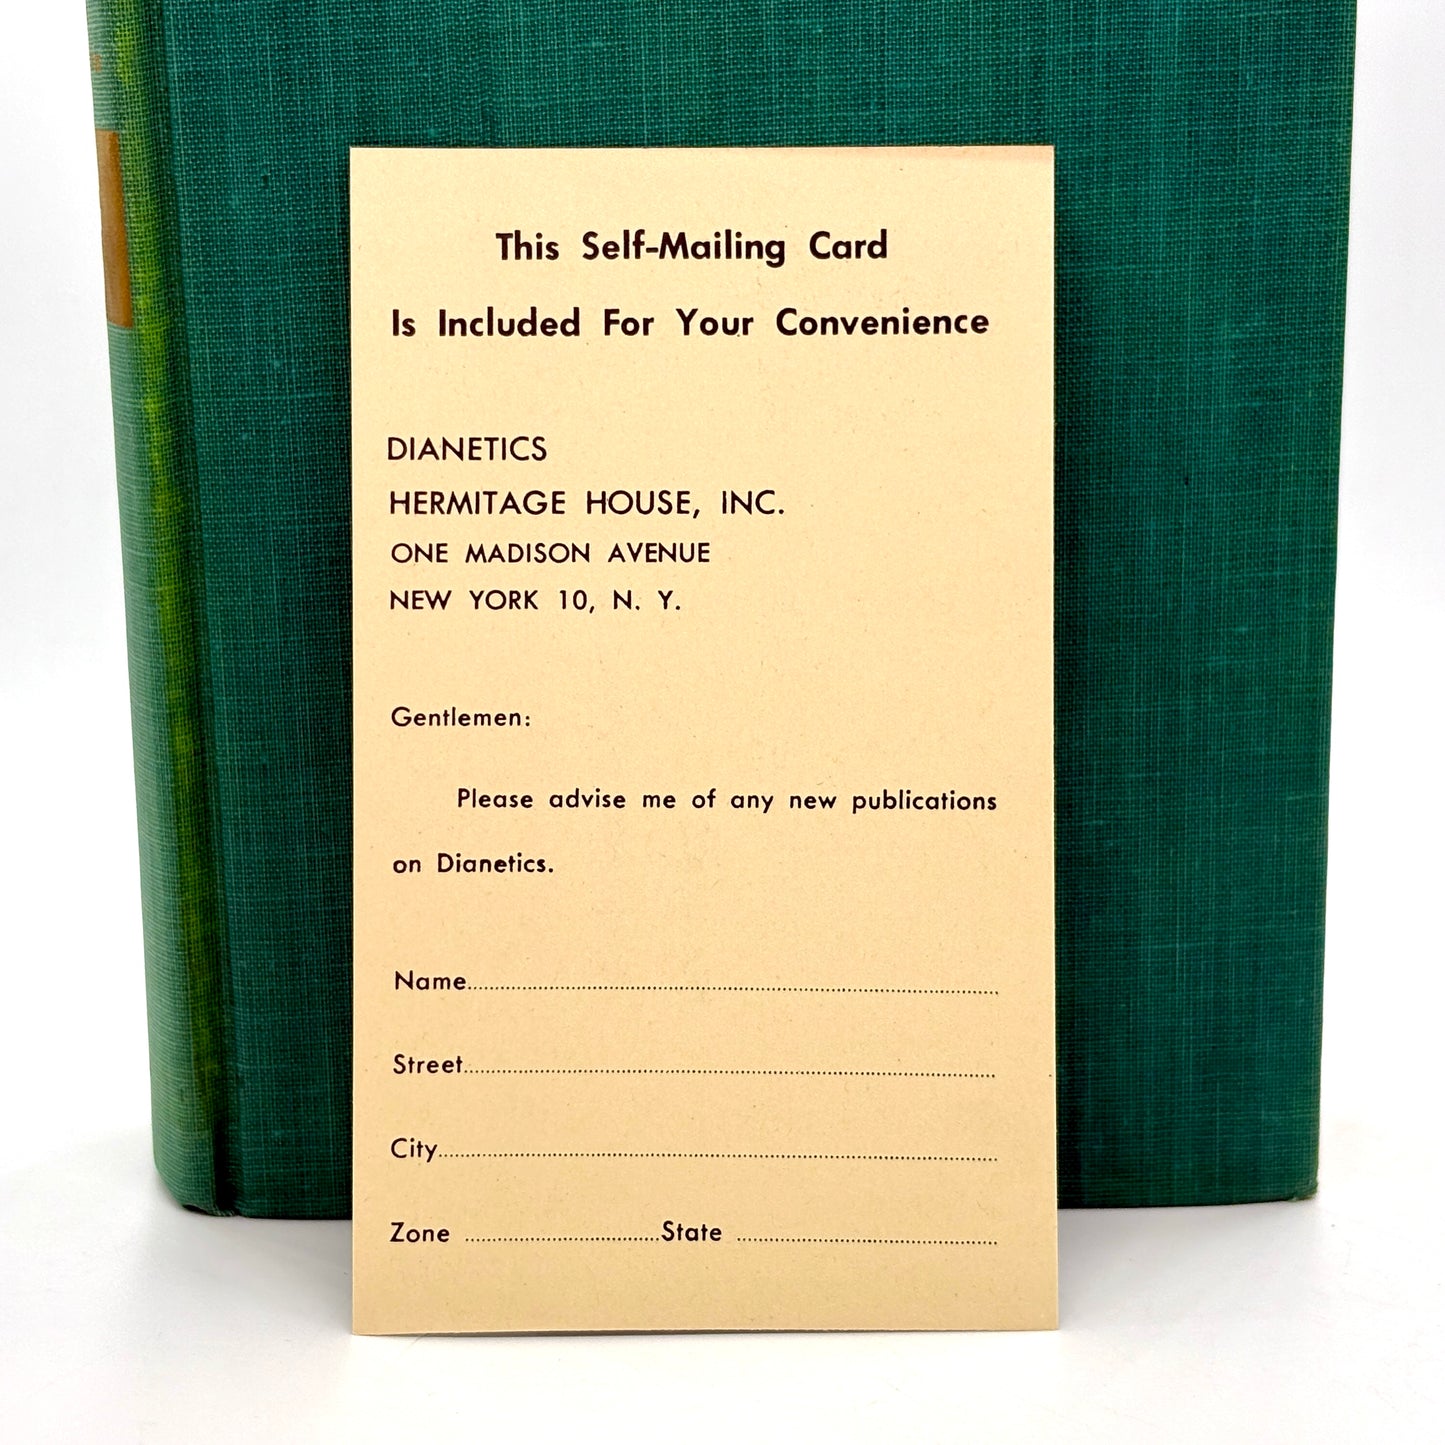 This Self-Mailing Card
Is Included For Your Convenience
DIANETICS
HERMITAGE HOUSE, INC.
ONE MADISON AVENUE
NEW YORK 10, N. Y.
Gentlemen:
Please advise me of any new publications
on Dianetics.
Name
Street
City
Zone State